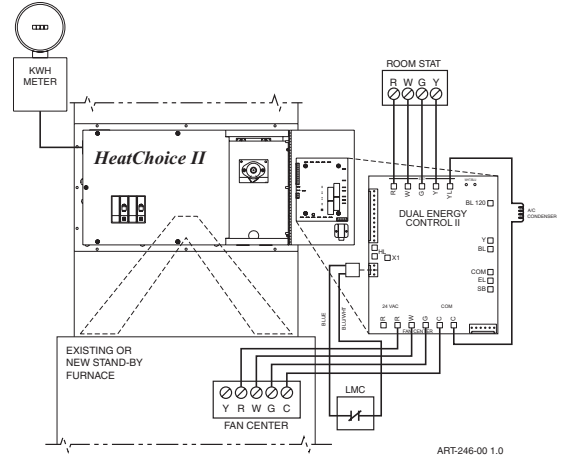 KWH
METER
HeatChoice II
ROOM STAT
R W G Y
R W G Y YL
BL 120
DUAL ENERGY
CONTROL II
A/C
CONDENSER
Y
BL
HL
X1
COM
EL
SB
24 VAC COM
R R W G C C
FANCENTER
BLUE
BLU/WHT
EXISTING OR
NEW STAND-BY
FURNACE
Y R W G C
FAN CENTER
LMC
ART-246-00 1.0